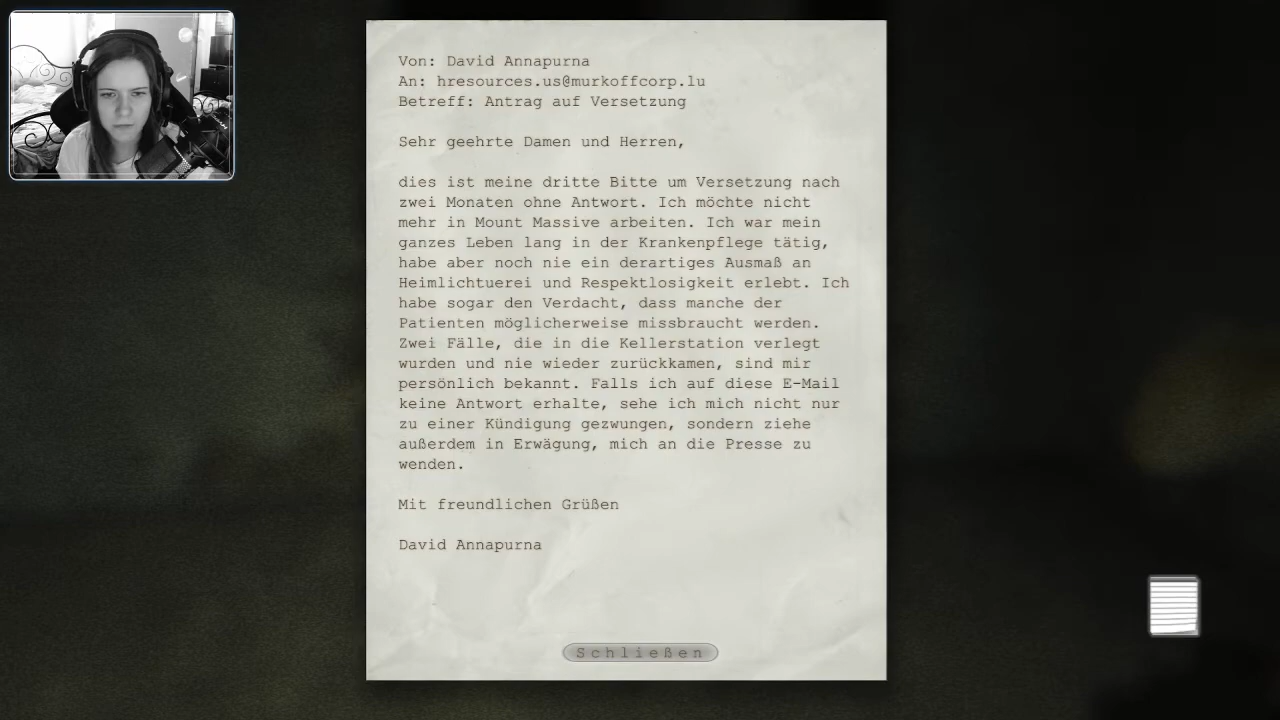 Von: David Annapurna
An: hresources.us@murkoffcorp.lu
Betreff: Antrag auf Versetzung
Sehr geehrte Damen und Herren,
dies ist meine dritte Bitte um Versetzung nach
zwei Monaten ohne Antwort. Ich möchte nicht
mehr in Mount Massive arbeiten. Ich war mein
ganzes Leben lang in der Krankenpflege tätig,
habe aber noch nie ein derartiges Ausmaß an
Heimlichtuerei und Respektlosigkeit erlebt. Ich
habe sogar den Verdacht, dass manche der
Patienten möglicherweise missbraucht werden.
Zwei Fälle, die in die Kellerstation verlegt
wurden und nie wieder zurückkamen, sind mir
persönlich bekannt. Falls ich auf diese E-Mail
keine Antwort erhalte, sehe ich mich nicht nur
zu einer Kündigung gezwungen, sondern ziehe
außerdem in Erwägung, mich an die Presse zu
wenden.
Mit freundlichen Grüßen
David Annapurna
Schließen